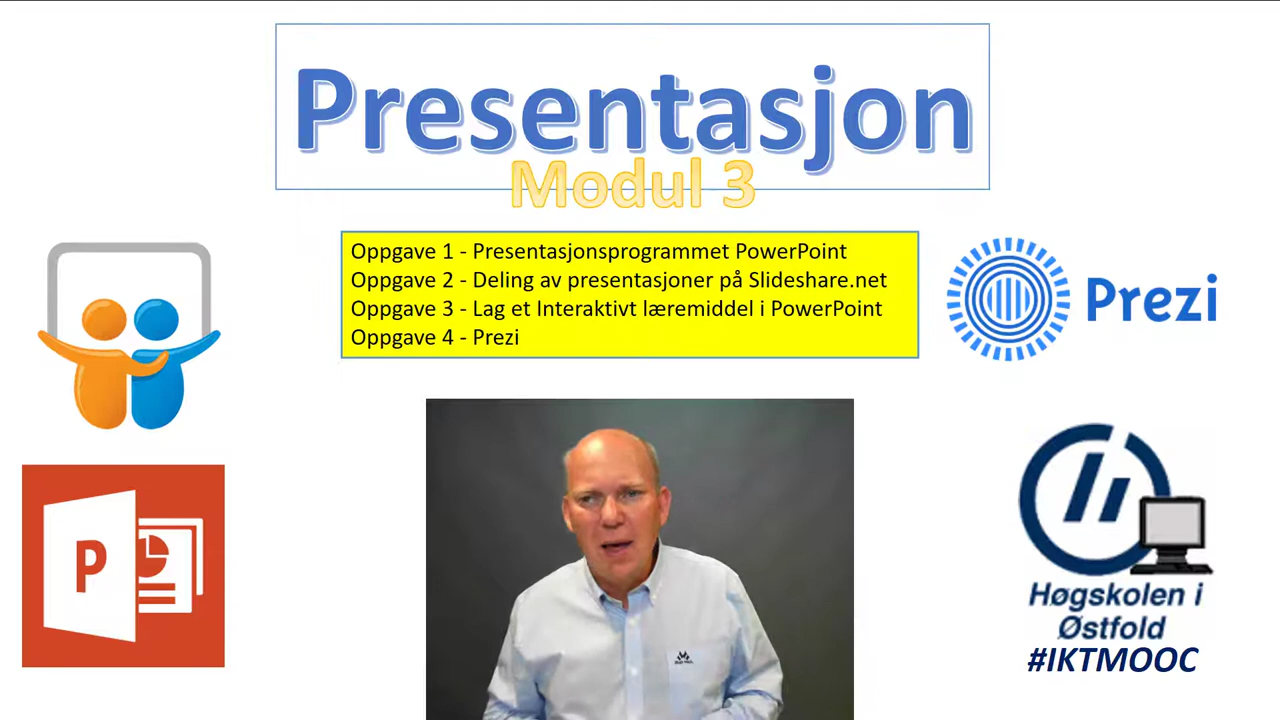 Presentasjon
Modul 3
Oppgave 1 - Presentasjonsprogrammet PowerPoint
Oppgave 2 - Deling av presentasjoner på Slideshare.net
Oppgave 3 - Lag et Interaktivt læremiddel i PowerPoint
Oppgave 4 - Prezi
Prezi
P
Høgskolen i
Østfold
#IKTMOOC